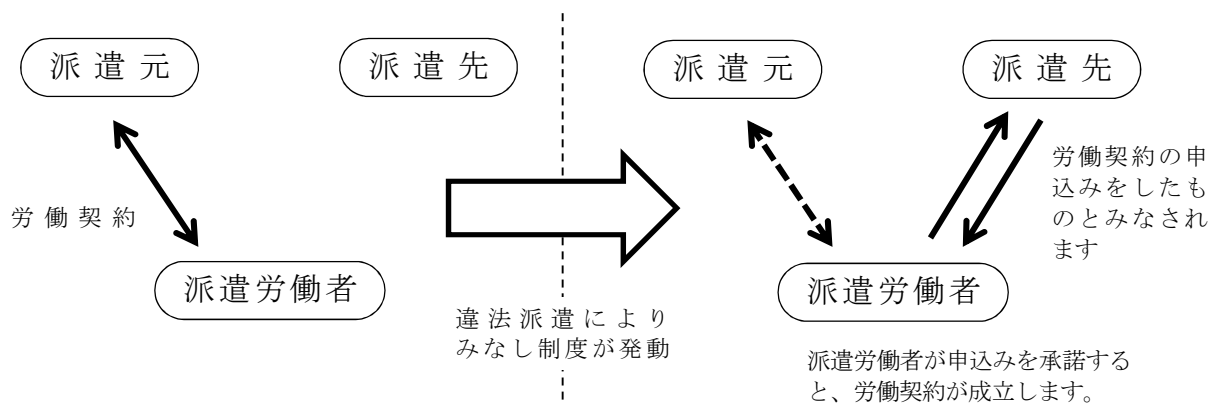 派遣元
派遣先
労働契約
派遣労働者
違法派遣により
みなし制度が発動
派遣元
派遣先
労働契約の申
込みをしたも
のとみなされ
ます
派遣労働者
派遣労働者が申込みを承諾する
と、労働契約が成立します。